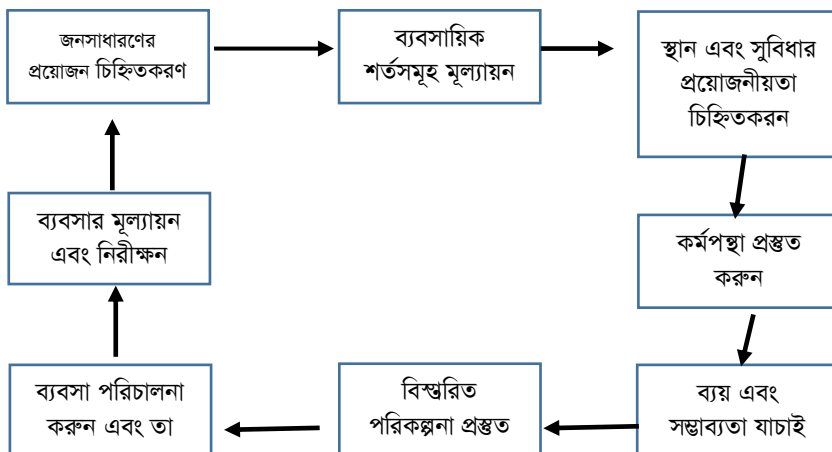 জনসাধারণের
প্রয়োজন চিহ্নিতকরণ
ব্যবসায়িক
শর্তসমূহ মূল্যায়ন
স্থান এবং সুবিধার
প্রয়োজনীয়তা
চিহ্নিতকরন
কর্মপন্থা প্রস্তুত
করুন
ব্যয় এবং
সম্ভাব্যতা যাচাই
বিস্তারিত
পরিকল্পনা প্রস্তুত
ব্যবসা পরিচালনা
করুন এবং তা
ব্যবসার মূল্যায়ন
এবং নিরীক্ষন